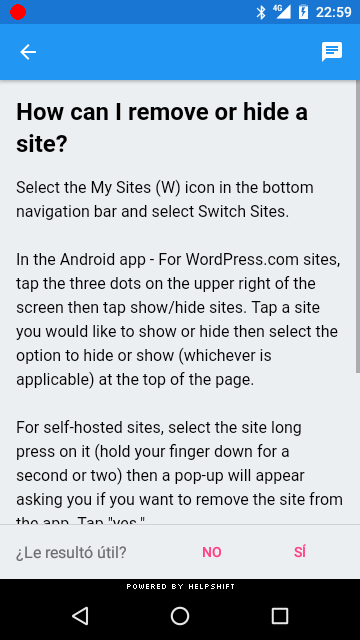 4G 22:59
How can I remove or hide a
site?
Select the My Sites (W) icon in the bottom
navigation bar and select Switch Sites.
In the Android app - For WordPress.com sites,
tap the three dots on the upper right of the
screen then tap show/hide sites. Tap a site
you would like to show or hide then select the
option to hide or show (whichever is
applicable) at the top of the page.
For self-hosted sites, select the site long
press on it (hold your finger down for a
second or two) then a pop-up will appear
asking you if you want to remove the site from
the app. Tap "yes."
¿Le resultó útil? NO SÍ
POWERED BY HELPSHIFT